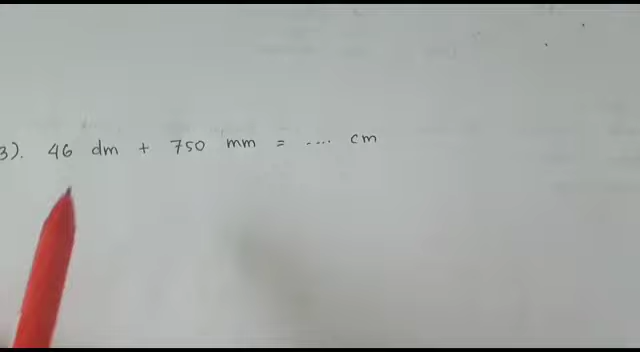 3). 46 dm + 750 mm = .... cm